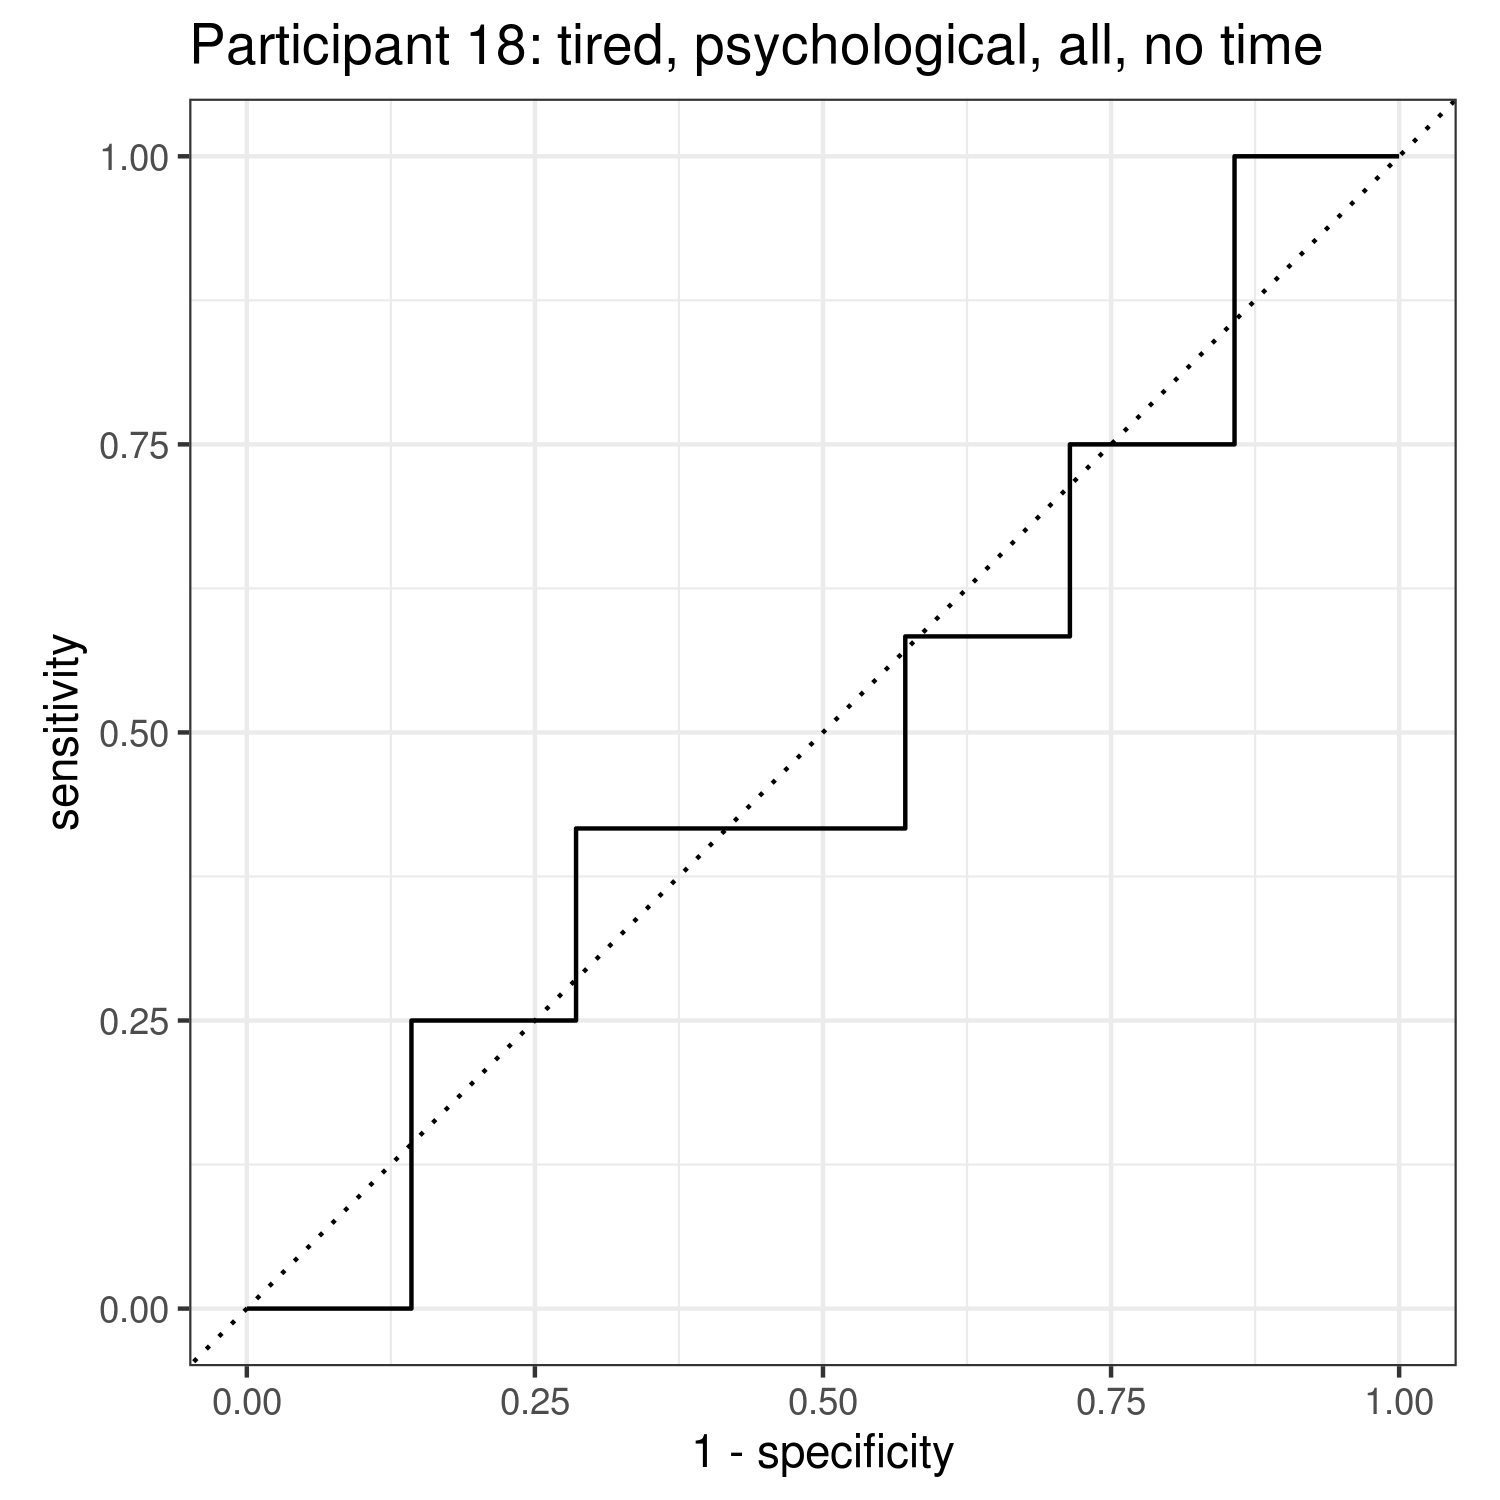 Participant 18: tired, psychological, all, no time
1.00
0.75
0.50
0.25
0.00
sensitivity
0.00 0.25 0.50 0.75 1.00
1 - specificity